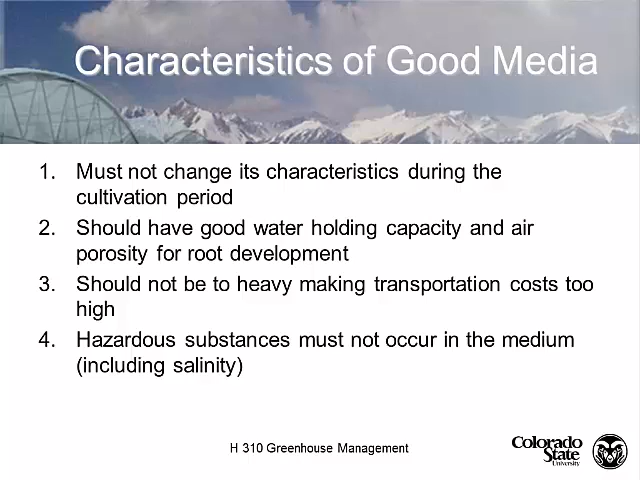 Characteristics of Good Media
1. Must not change its characteristics during the
cultivation period
2. Should have good water holding capacity and air
porosity for root development
3. Should not be to heavy making transportation costs too
high
4. Hazardous substances must not occur in the medium
(including salinity)
H 310 Greenhouse Management
Colorado
State
University